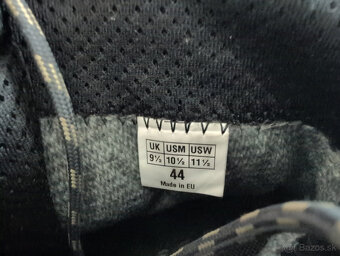 UK USM USW
9½ 10½ 11½
44
Made in EU
Bazos.sk